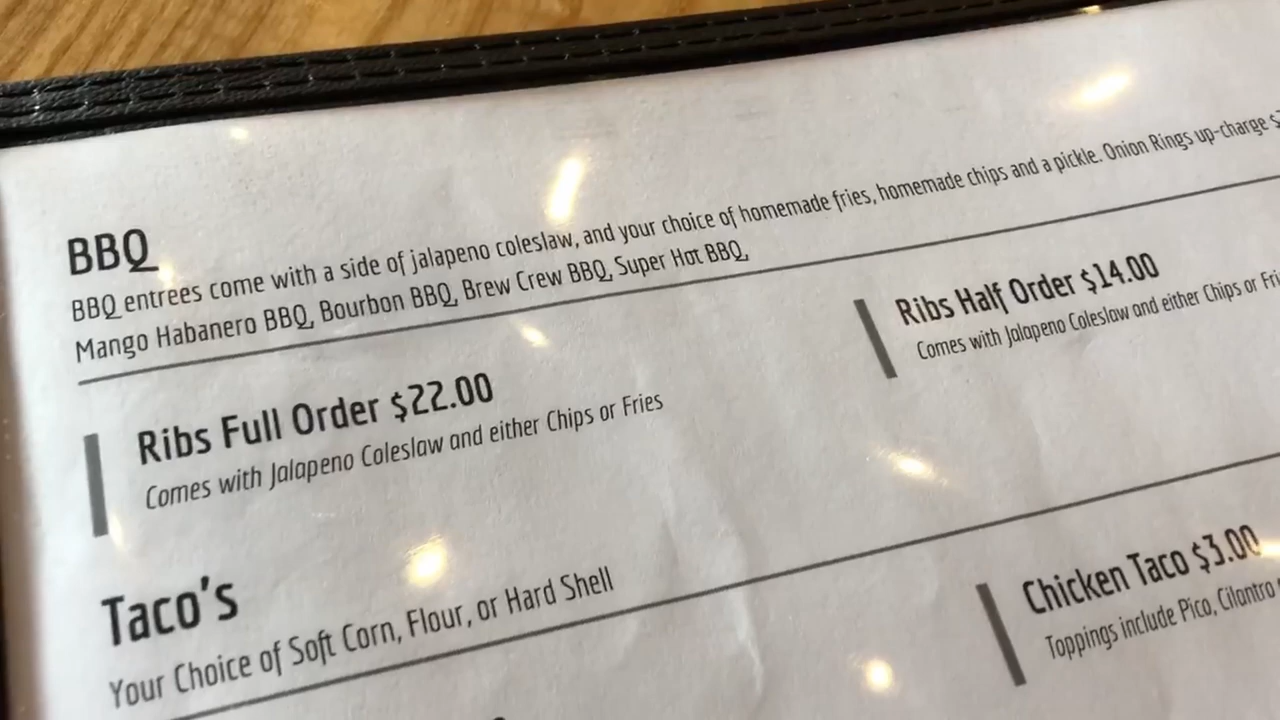 BBQ
BBQ entrees come with a side of jalapeno coleslaw, and your choice of homemade fries, homemade chips and a pickle. Onion Rings up-charge
Mango Habanero BBQ, Bourbon BBQ, Brew Crew BBQ, Super Hot BBQ,
Ribs Full Order $22.00
Comes with Jalapeno Coleslaw and either Chips or Fries
Ribs Half Order $14.00
Comes with Jalapeno Coleslaw and either Chips or
Taco's
Your Choice of Soft Corn, Flour, or Hard Shell
Chicken Taco $3.00
Toppings include Pico, Cilantro